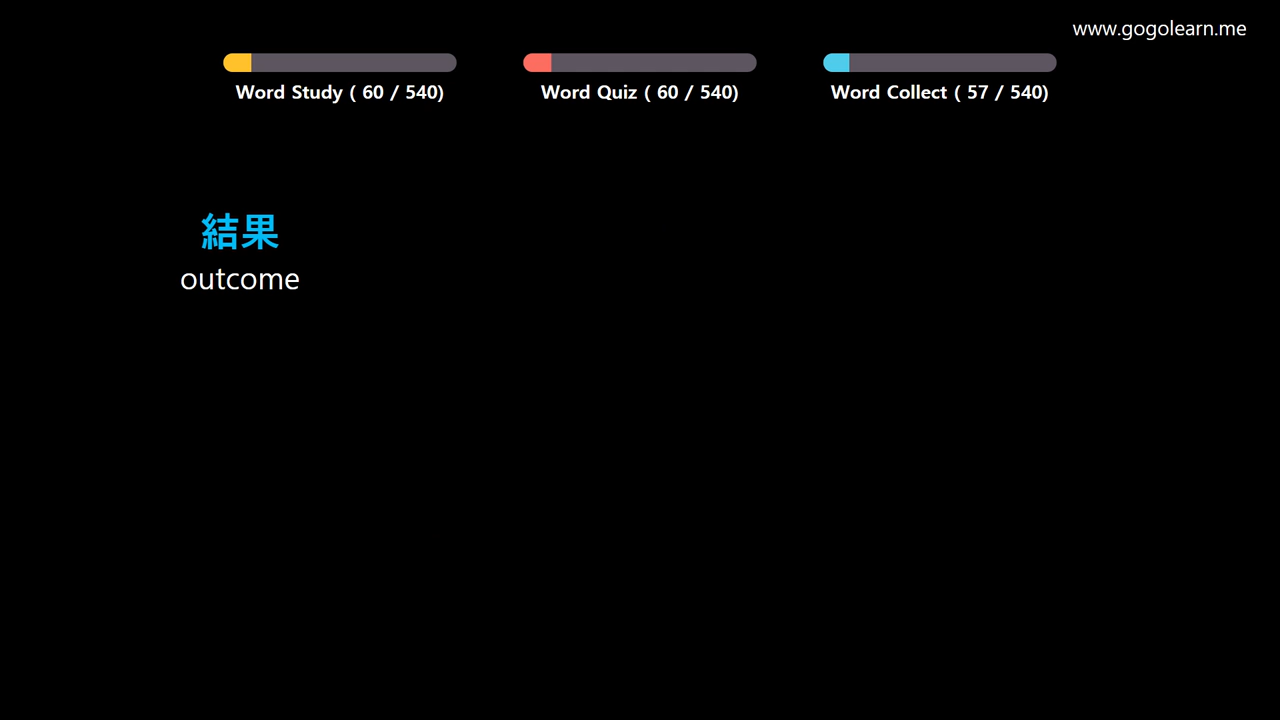 www.gogolearn.me
Word Study ( 60 / 540)
Word Quiz ( 60 / 540)
Word Collect ( 57 / 540)
結果
outcome